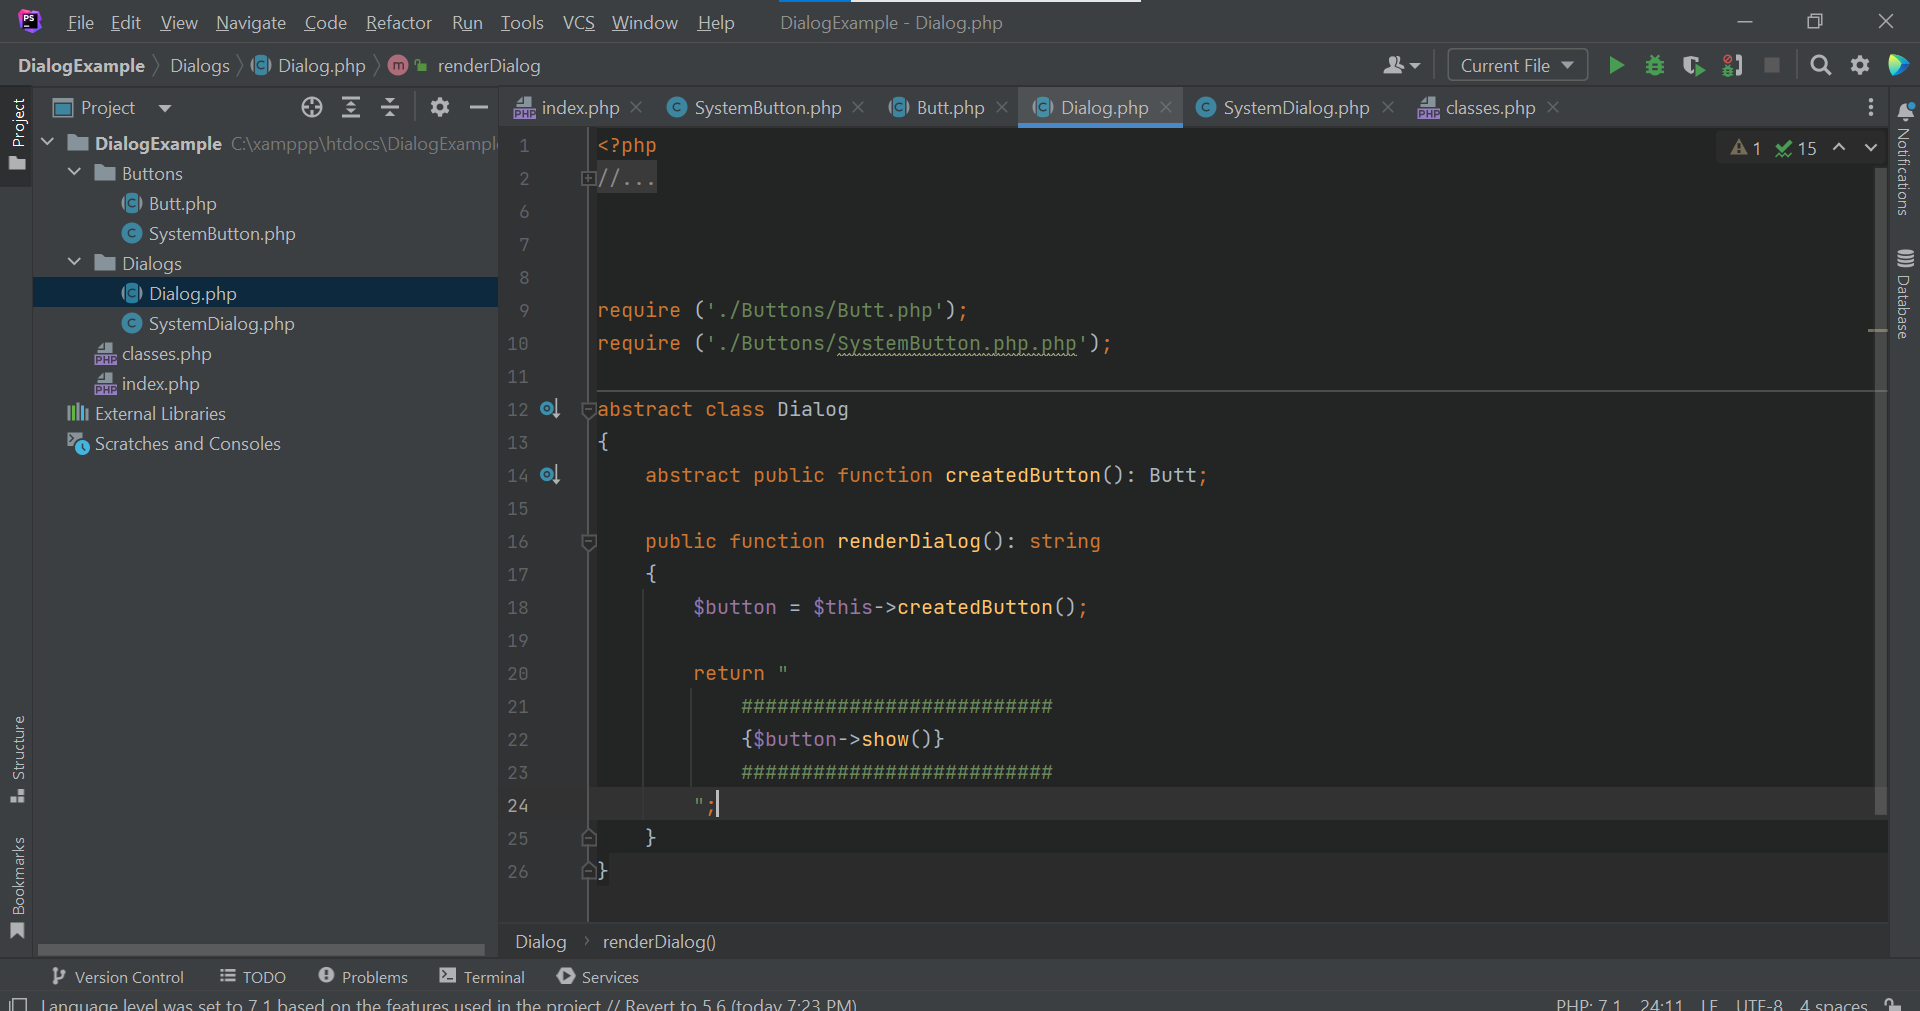 PS File Edit View Navigate Code Refactor Run Tools VCS Window Help DialogExample - Dialog.php
DialogExample Dialogs Dialog.php m renderDialog Current File
Project
Project
index.php SystemButton.php Butt.php Dialog.php SystemDialog.php classes.php
DialogExample C:\xamppp\htdocs\DialogExample
Buttons
Butt.php
SystemButton.php
Dialogs
Dialog.php
SystemDialog.php
classes.php
index.php
External Libraries
Scratches and Consoles
Structure
Bookmarks
1 <?php
2 //...
6
7
8
9 require ('./Buttons/Butt.php');
10 require ('./Buttons/SystemButton.php.php');
11
12 abstract class Dialog
13 {
14 abstract public function createdButton(): Butt;
15
16 public function renderDialog(): string
17 {
18 $button = $this->createdButton();
19
20 return "
21 ##########################
22 {$button->show()}
23 ##########################
24 ";
25 }
26 }
1 15
Notifications
Database
Dialog renderDialog()
Version Control TODO Problems Terminal Services
Language level was set to 7.1 based on the features used in the project // Revert to 5.6 (today 7:23 PM) PHP: 7.1 24:11 LF UTF-8 4 spaces